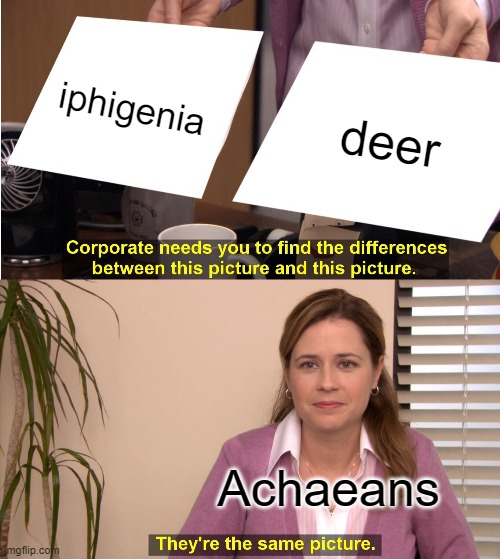 iphigenia
deer
Corporate needs you to find the differences
between this picture and this picture.
Achaeans
They're the same picture.
imgflip.com